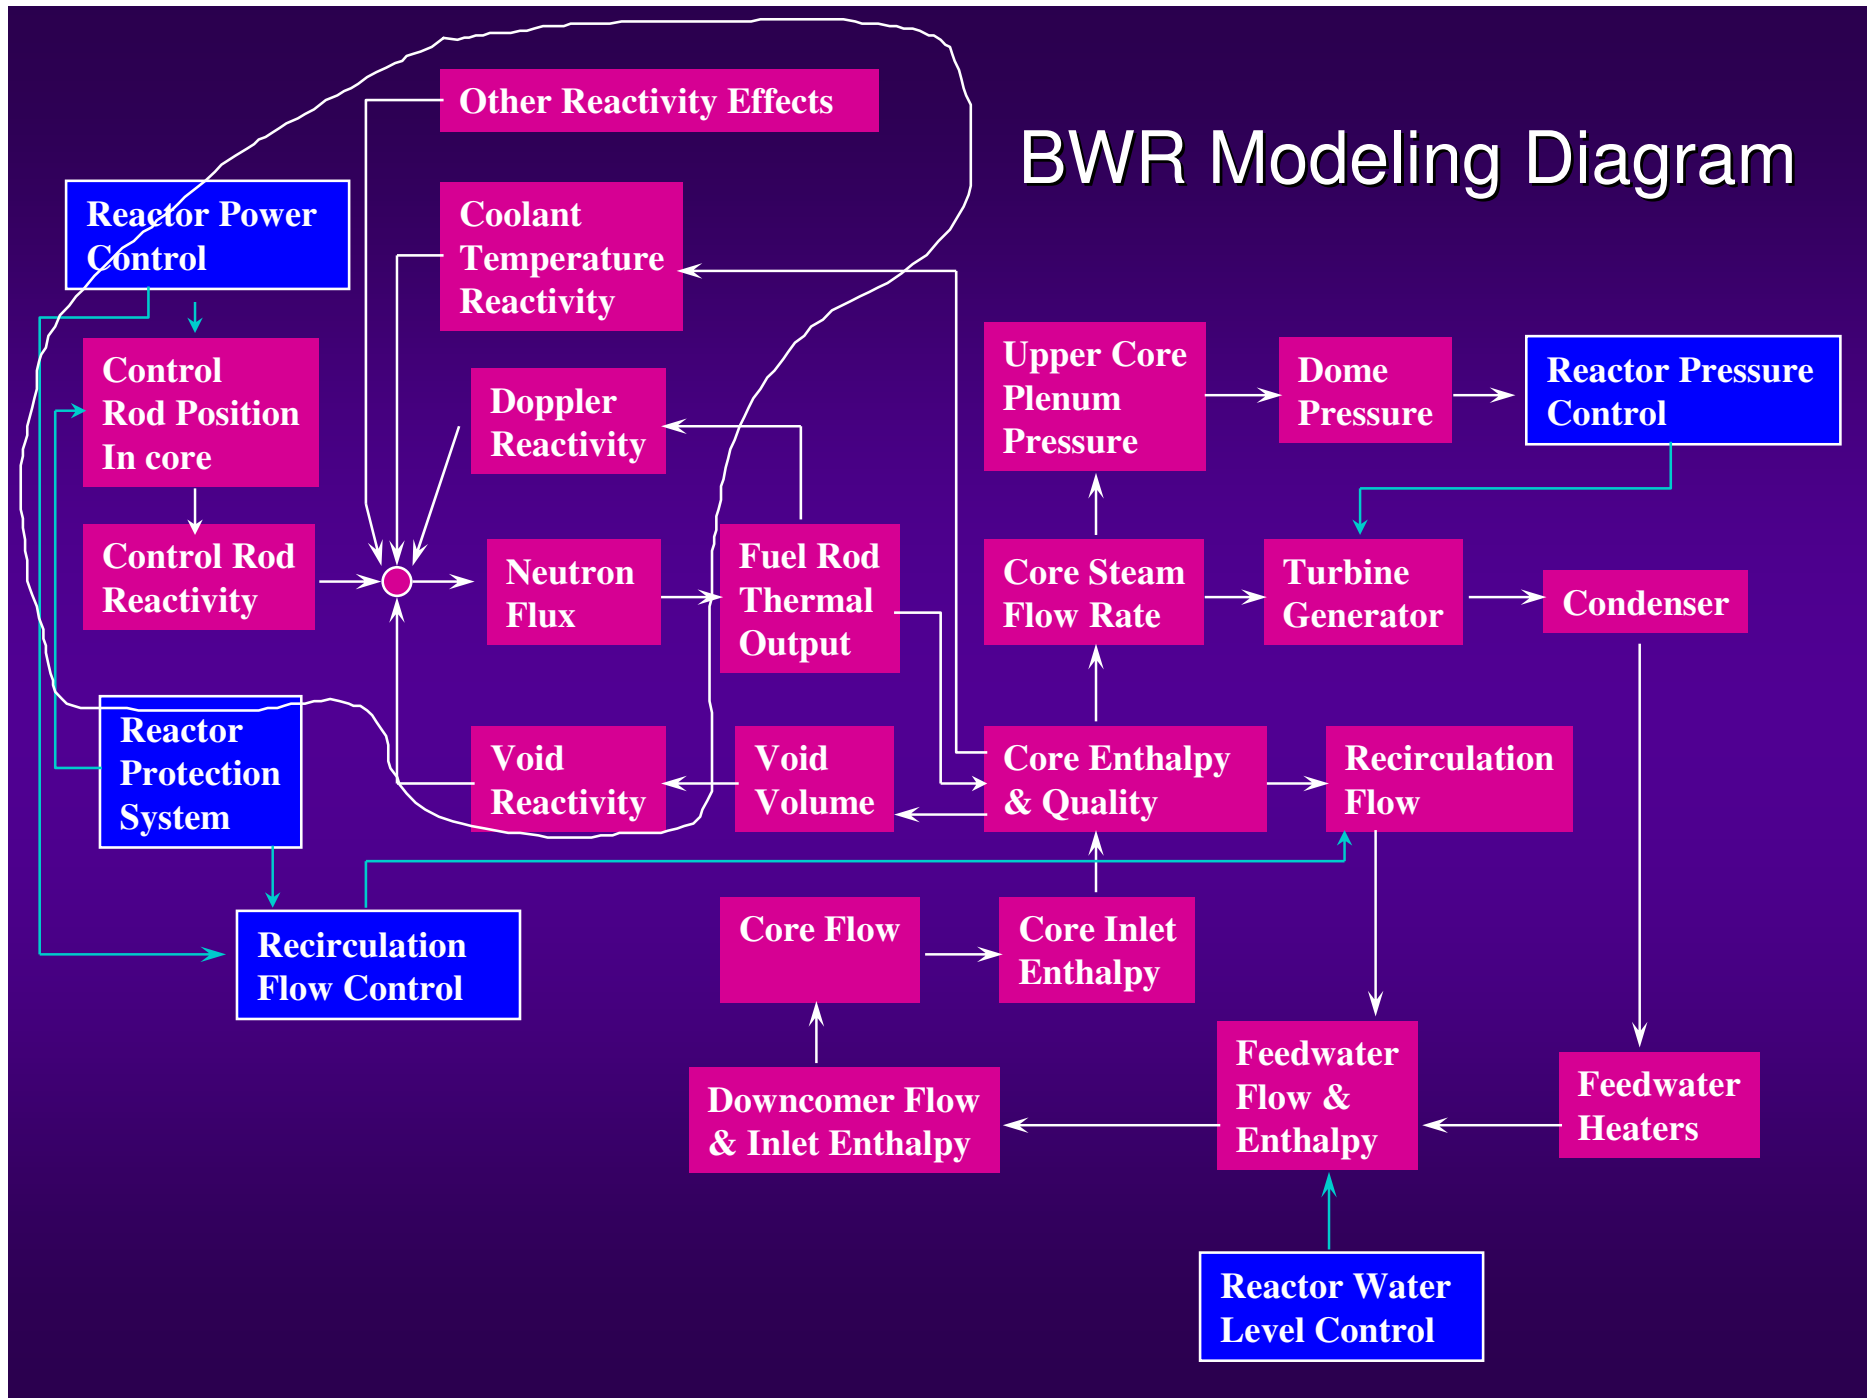 BWR Modeling Diagram
Other Reactivity Effects
Reactor Power
Control
Coolant
Temperature
Reactivity
Control
Rod Position
In core
Doppler
Reactivity
Upper Core
Plenum
Pressure
Dome
Pressure
Reactor Pressure
Control
Control Rod
Reactivity
Neutron
Flux
Fuel Rod
Thermal
Output
Core Steam
Flow Rate
Turbine
Generator
Condenser
Reactor
Protection
System
Void
Reactivity
Void
Volume
Core Enthalpy
& Quality
Recirculation
Flow
Recirculation
Flow Control
Core Flow
Core Inlet
Enthalpy
Downcomer Flow
& Inlet Enthalpy
Feedwater
Flow &
Enthalpy
Feedwater
Heaters
Reactor Water
Level Control